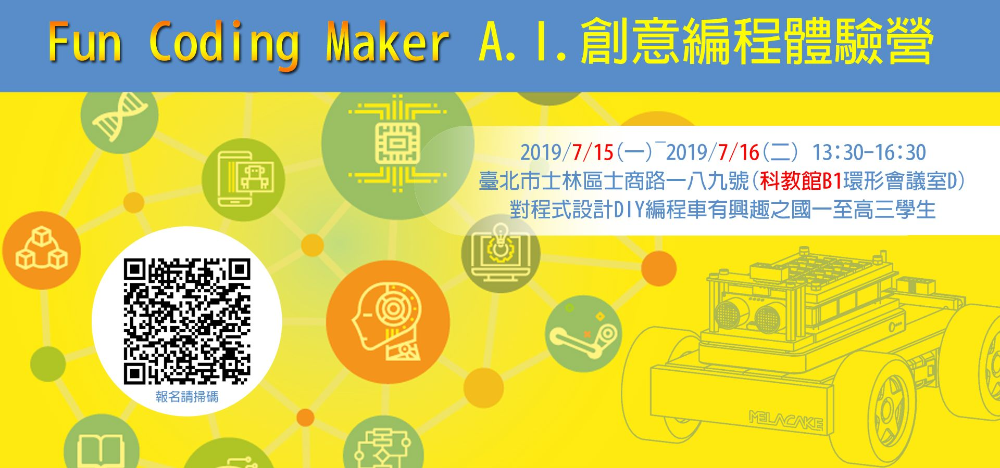 Fun Coding Maker A.I.創意編程體驗營
2019/7/15(一)~2019/7/16(二) 13:30-16:30
臺北市士林區士商路一八九號(科教館B1環形會議室D)
對程式設計DIY編程車有興趣之國一至高三學生
報名請掃碼
MELACAKE